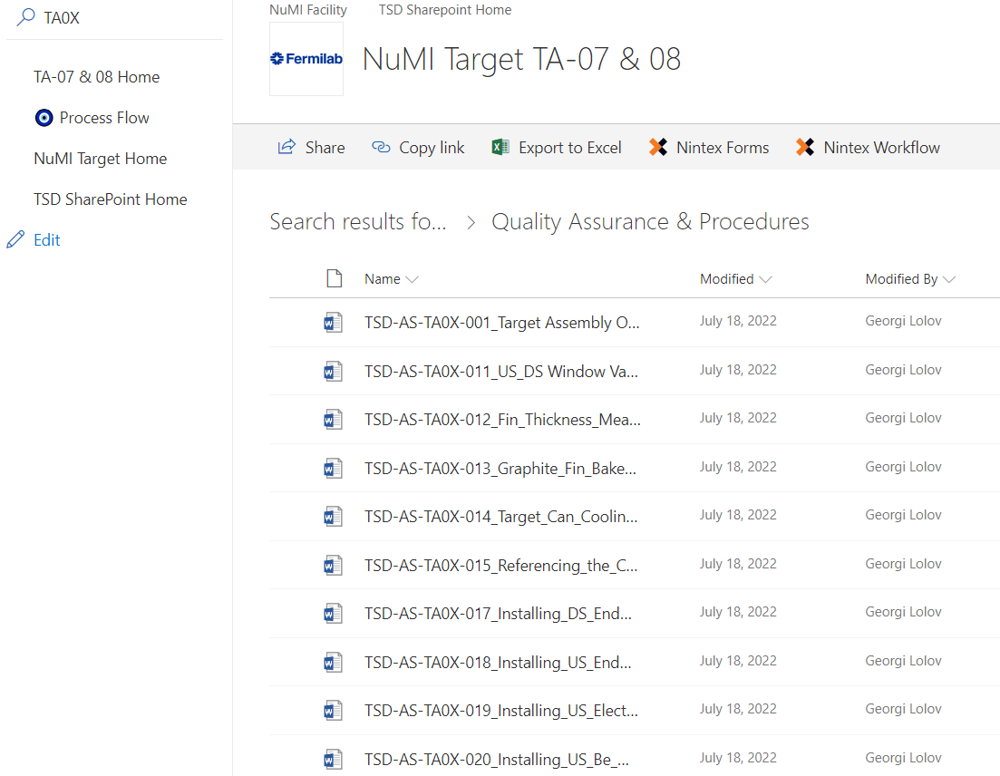 TA0X
TA-07 & 08 Home
Process Flow
NuMI Target Home
TSD SharePoint Home
Edit
NuMI Facility TSD Sharepoint Home
Fermilab
NuMI Target TA-07 & 08
Share Copy link Export to Excel Nintex Forms Nintex Workflow
Search results fo... > Quality Assurance & Procedures
Name Modified Modified By
TSD-AS-TA0X-001_Target Assembly O... July 18, 2022 Georgi Lolov
TSD-AS-TA0X-011_US_DS Window Va... July 18, 2022 Georgi Lolov
TSD-AS-TA0X-012_Fin_Thickness_Mea... July 18, 2022 Georgi Lolov
TSD-AS-TA0X-013_Graphite_Fin_Bake... July 18, 2022 Georgi Lolov
TSD-AS-TA0X-014_Target_Can_Coolin... July 18, 2022 Georgi Lolov
TSD-AS-TA0X-015_Referencing_the_C... July 18, 2022 Georgi Lolov
TSD-AS-TA0X-017_Installing_DS_End... July 18, 2022 Georgi Lolov
TSD-AS-TA0X-018_Installing_US_End... July 18, 2022 Georgi Lolov
TSD-AS-TA0X-019_Installing_US_Elect... July 18, 2022 Georgi Lolov
TSD-AS-TA0X-020_Installing_US_Be_... July 18, 2022 Georgi Lolov